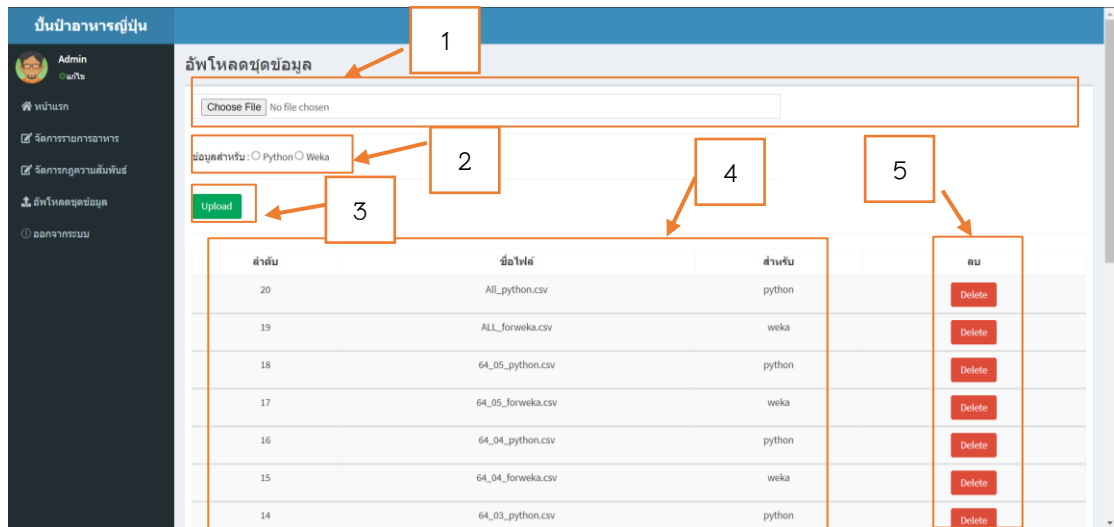 ปั้นป่าอาหารญี่ปุ่น
Admin
แก้ไข
หน้าแรก
จัดการรายการอาหาร
จัดการกฎความสัมพันธ์
อัพโหลดชุดข้อมูล
ออกจากระบบ
อัพโหลดชุดข้อมูล
1
Choose File No file chosen
ข้อมูลสำหรับ : Python Weka
2
Upload
3
4
5
ลำดับ ชื่อไฟล์ สำหรับ ลบ
20 All_python.csv python Delete
19 ALL_forweka.csv weka Delete
18 64_05_python.csv python Delete
17 64_05_forweka.csv weka Delete
16 64_04_python.csv python Delete
15 64_04_forweka.csv weka Delete
14 64_03_python.csv python Delete